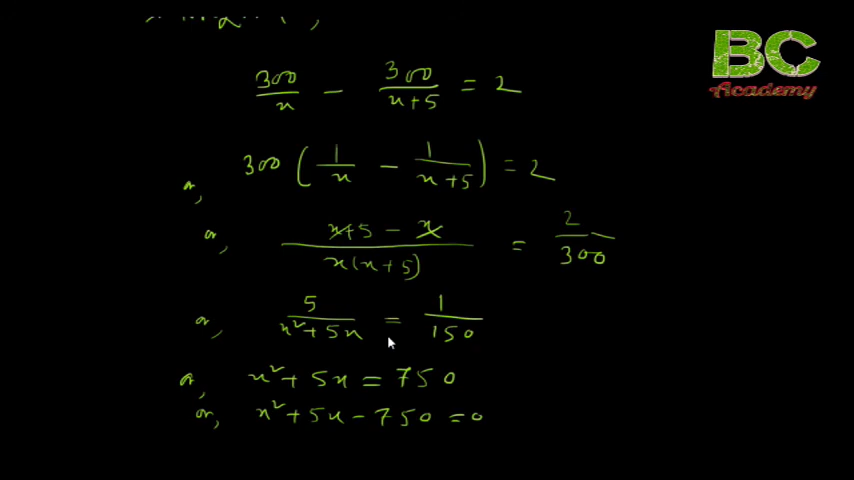 BC
Academy
300/x - 300/(x+5) = 2
or, 300 (1/x - 1/(x+5)) = 2
or, (x+5 - x)/(x(x+5)) = 2/300
or, 5/(x²+5x) = 1/150
or, x²+5x = 750
or, x²+5x-750 = 0